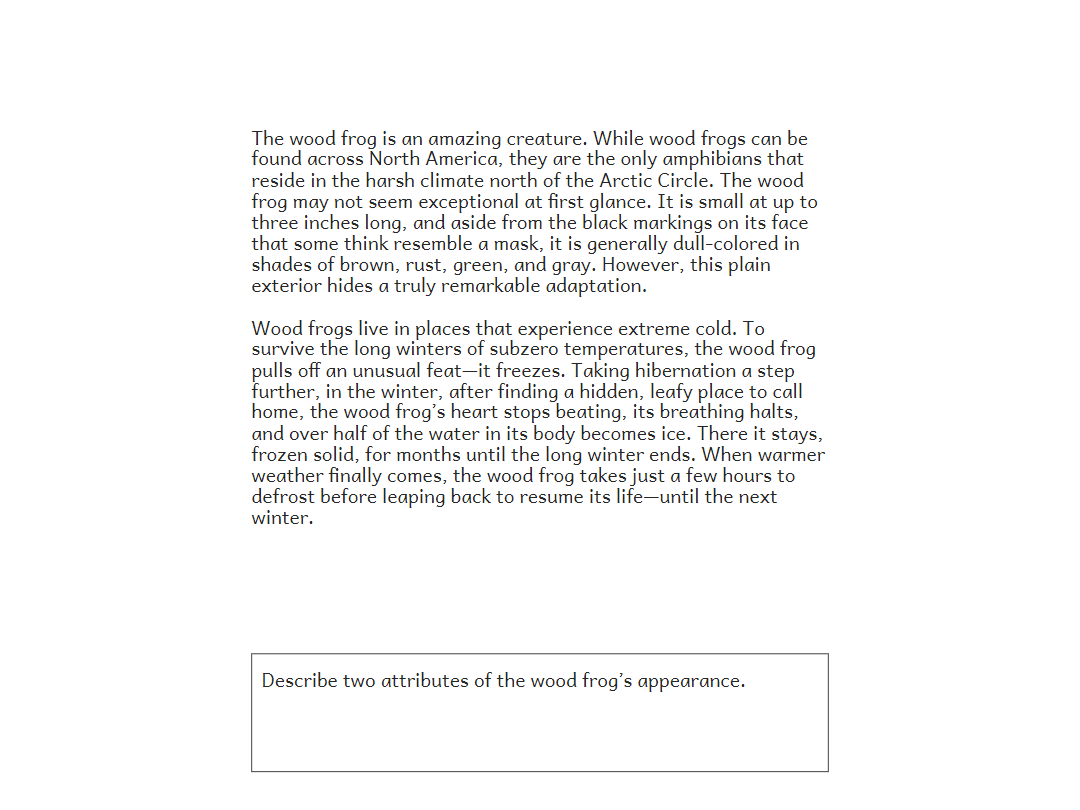 The wood frog is an amazing creature. While wood frogs can be
found across North America, they are the only amphibians that
reside in the harsh climate north of the Arctic Circle. The wood
frog may not seem exceptional at first glance. It is small at up to
three inches long, and aside from the black markings on its face
that some think resemble a mask, it is generally dull-colored in
shades of brown, rust, green, and gray. However, this plain
exterior hides a truly remarkable adaptation.
Wood frogs live in places that experience extreme cold. To
survive the long winters of subzero temperatures, the wood frog
pulls off an unusual feat—it freezes. Taking hibernation a step
further, in the winter, after finding a hidden, leafy place to call
home, the wood frog’s heart stops beating, its breathing halts,
and over half of the water in its body becomes ice. There it stays,
frozen solid, for months until the long winter ends. When warmer
weather finally comes, the wood frog takes just a few hours to
defrost before leaping back to resume its life—until the next
winter.
Describe two attributes of the wood frog’s appearance.